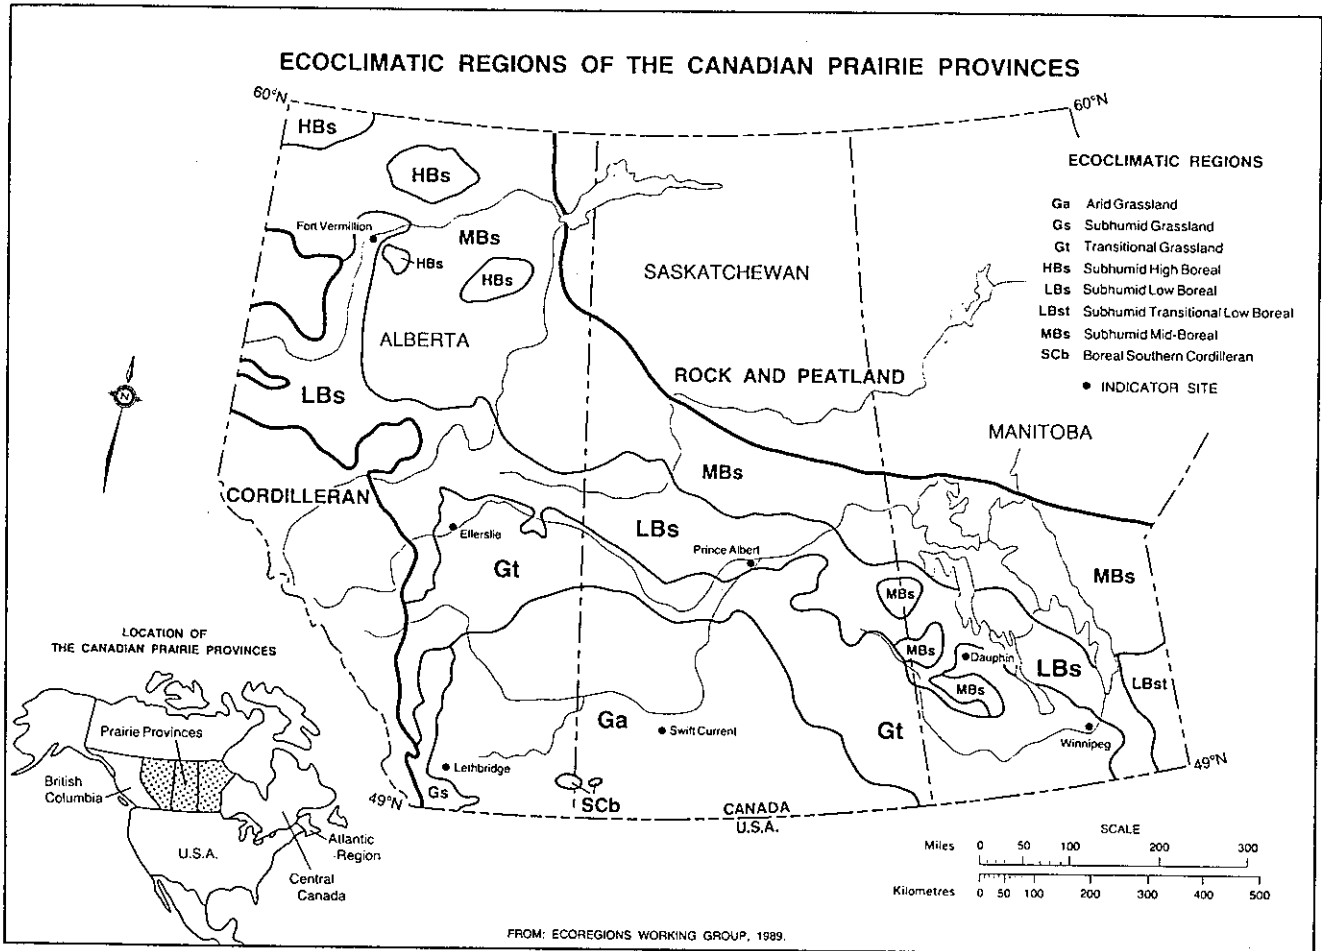 ECOCLIMATIC REGIONS OF THE CANADIAN PRAIRIE PROVINCES
60°N
60°N
HBs
HBs
ECOCLIMATIC REGIONS
Ga Arid Grassland
Gs Subhumid Grassland
Gt Transitional Grassland
HBs Subhumid High Boreal
LBs Subhumid Low Boreal
LBst Subhumid Transitional Low Boreal
MBs Subhumid Mid-Boreal
SCb Boreal Southern Cordilleran
INDICATOR SITE
Fort Vermillion
MBs
HBs
HBs
SASKATCHEWAN
ALBERTA
N
LBs
ROCK AND PEATLAND
MANITOBA
MBs
CORDILLERAN
LBs
Ellerslie
Prince Albert
Gt
MBs
MBs
MBs
Dauphin
LBs
LBst
MBs
Ga
Swift Current
Gt
Winnipeg
Lethbridge
Gs
SCb
49°N
49°N
CANADA
U.S.A.
LOCATION OF
THE CANADIAN PRAIRIE PROVINCES
Prairie Provinces
British
Columbia
U.S.A.
Atlantic
Region
Central
Canada
SCALE
Miles 0 50 100 200 300
Kilometres 0 50 100 200 300 400 500
FROM: ECOREGIONS WORKING GROUP, 1989.